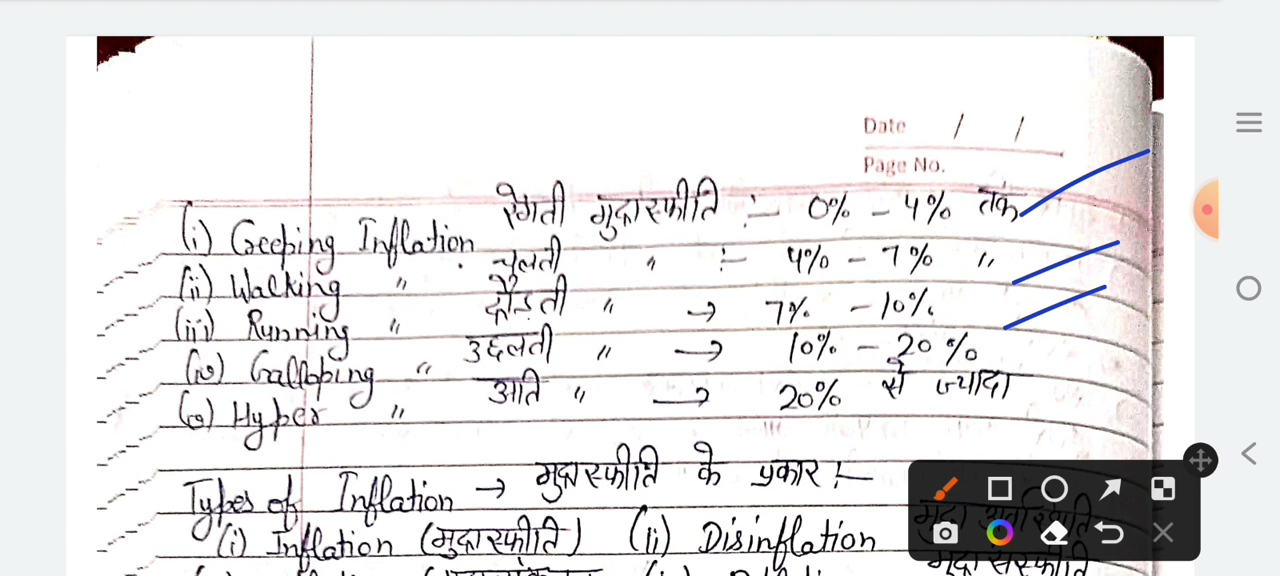 Date / /
Page No.
(i) Creeping Inflation रेंगती मुद्रास्फीति :- 0% - 4% तक
(ii) Walking " चलती " :- 4% - 7% "
(iii) Running " दौड़ती " → 7% - 10%
(iv) Galloping " उछलती " → 10% - 20%
(v) Hyper " अति " → 20% से ज्यादा
Types of Inflation → मुद्रास्फीति के प्रकार :-
(i) Inflation (मुद्रास्फीति) (ii) Disinflation